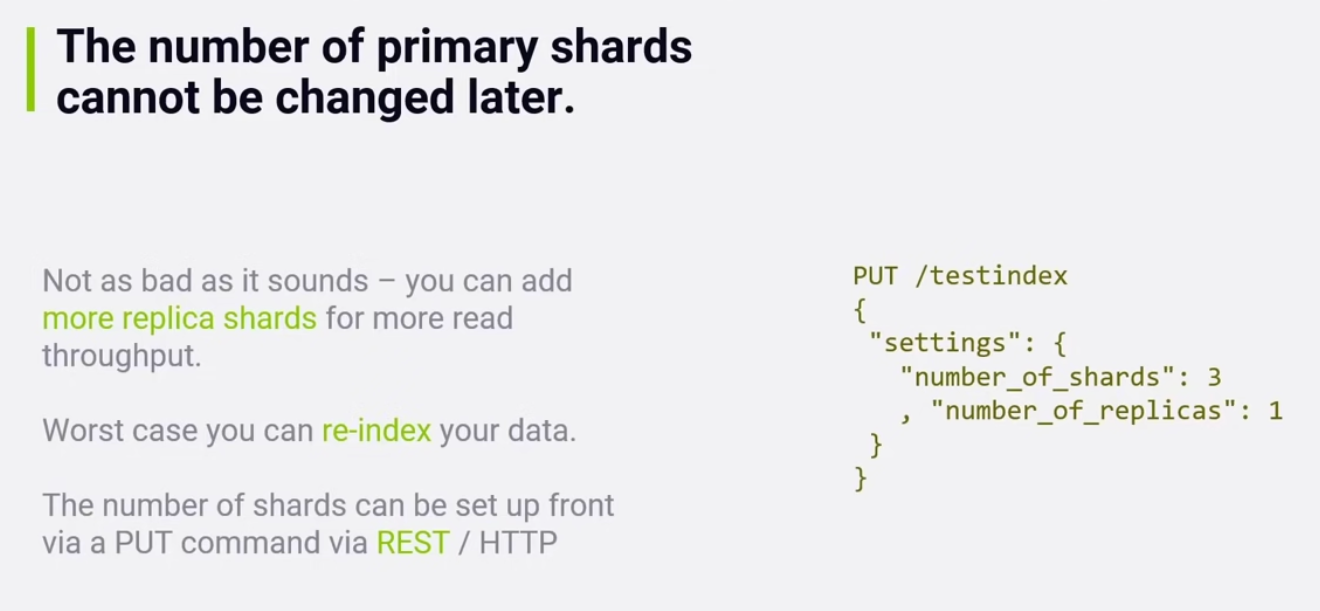 The number of primary shards
cannot be changed later.
Not as bad as it sounds – you can add
more replica shards for more read
throughput.
Worst case you can re-index your data.
The number of shards can be set up front
via a PUT command via REST / HTTP
PUT /testindex
{
"settings": {
"number_of_shards": 3
, "number_of_replicas": 1
}
}